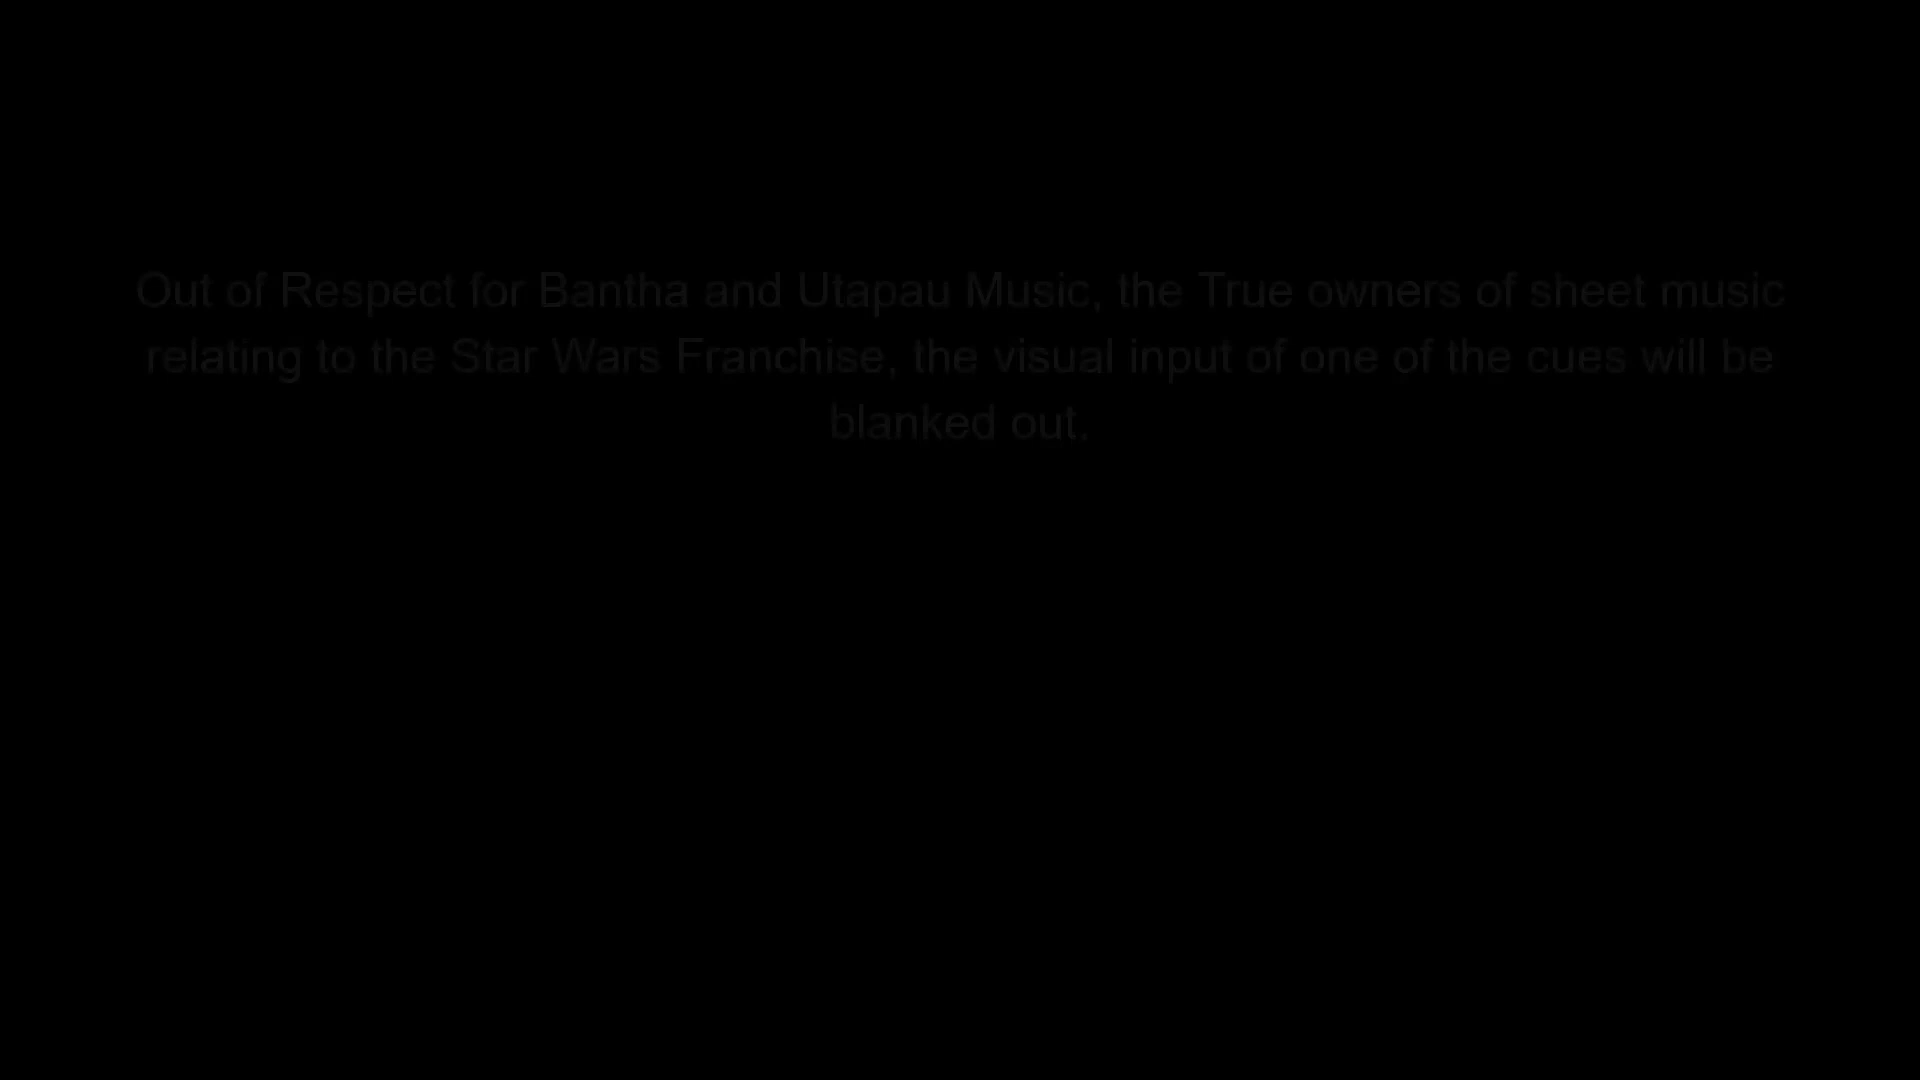 Out of Respect for Bantha and Utapau Music, the True owners of sheet music
relating to the Star Wars Franchise, the visual input of one of the cues will be
blanked out.